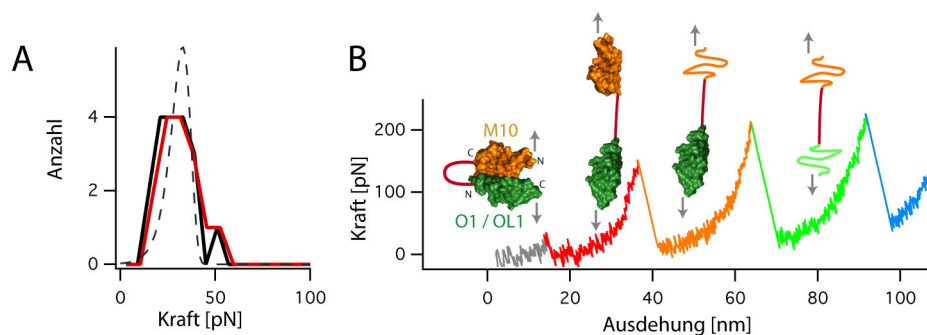 A
Anzahl
4
2
0
0
50
100
Kraft [pN]
B
Kraft [pN]
200
100
0
M10
C
N
N
C
O1 / OL1
0
20
40
60
80
100
Ausdehung [nm]